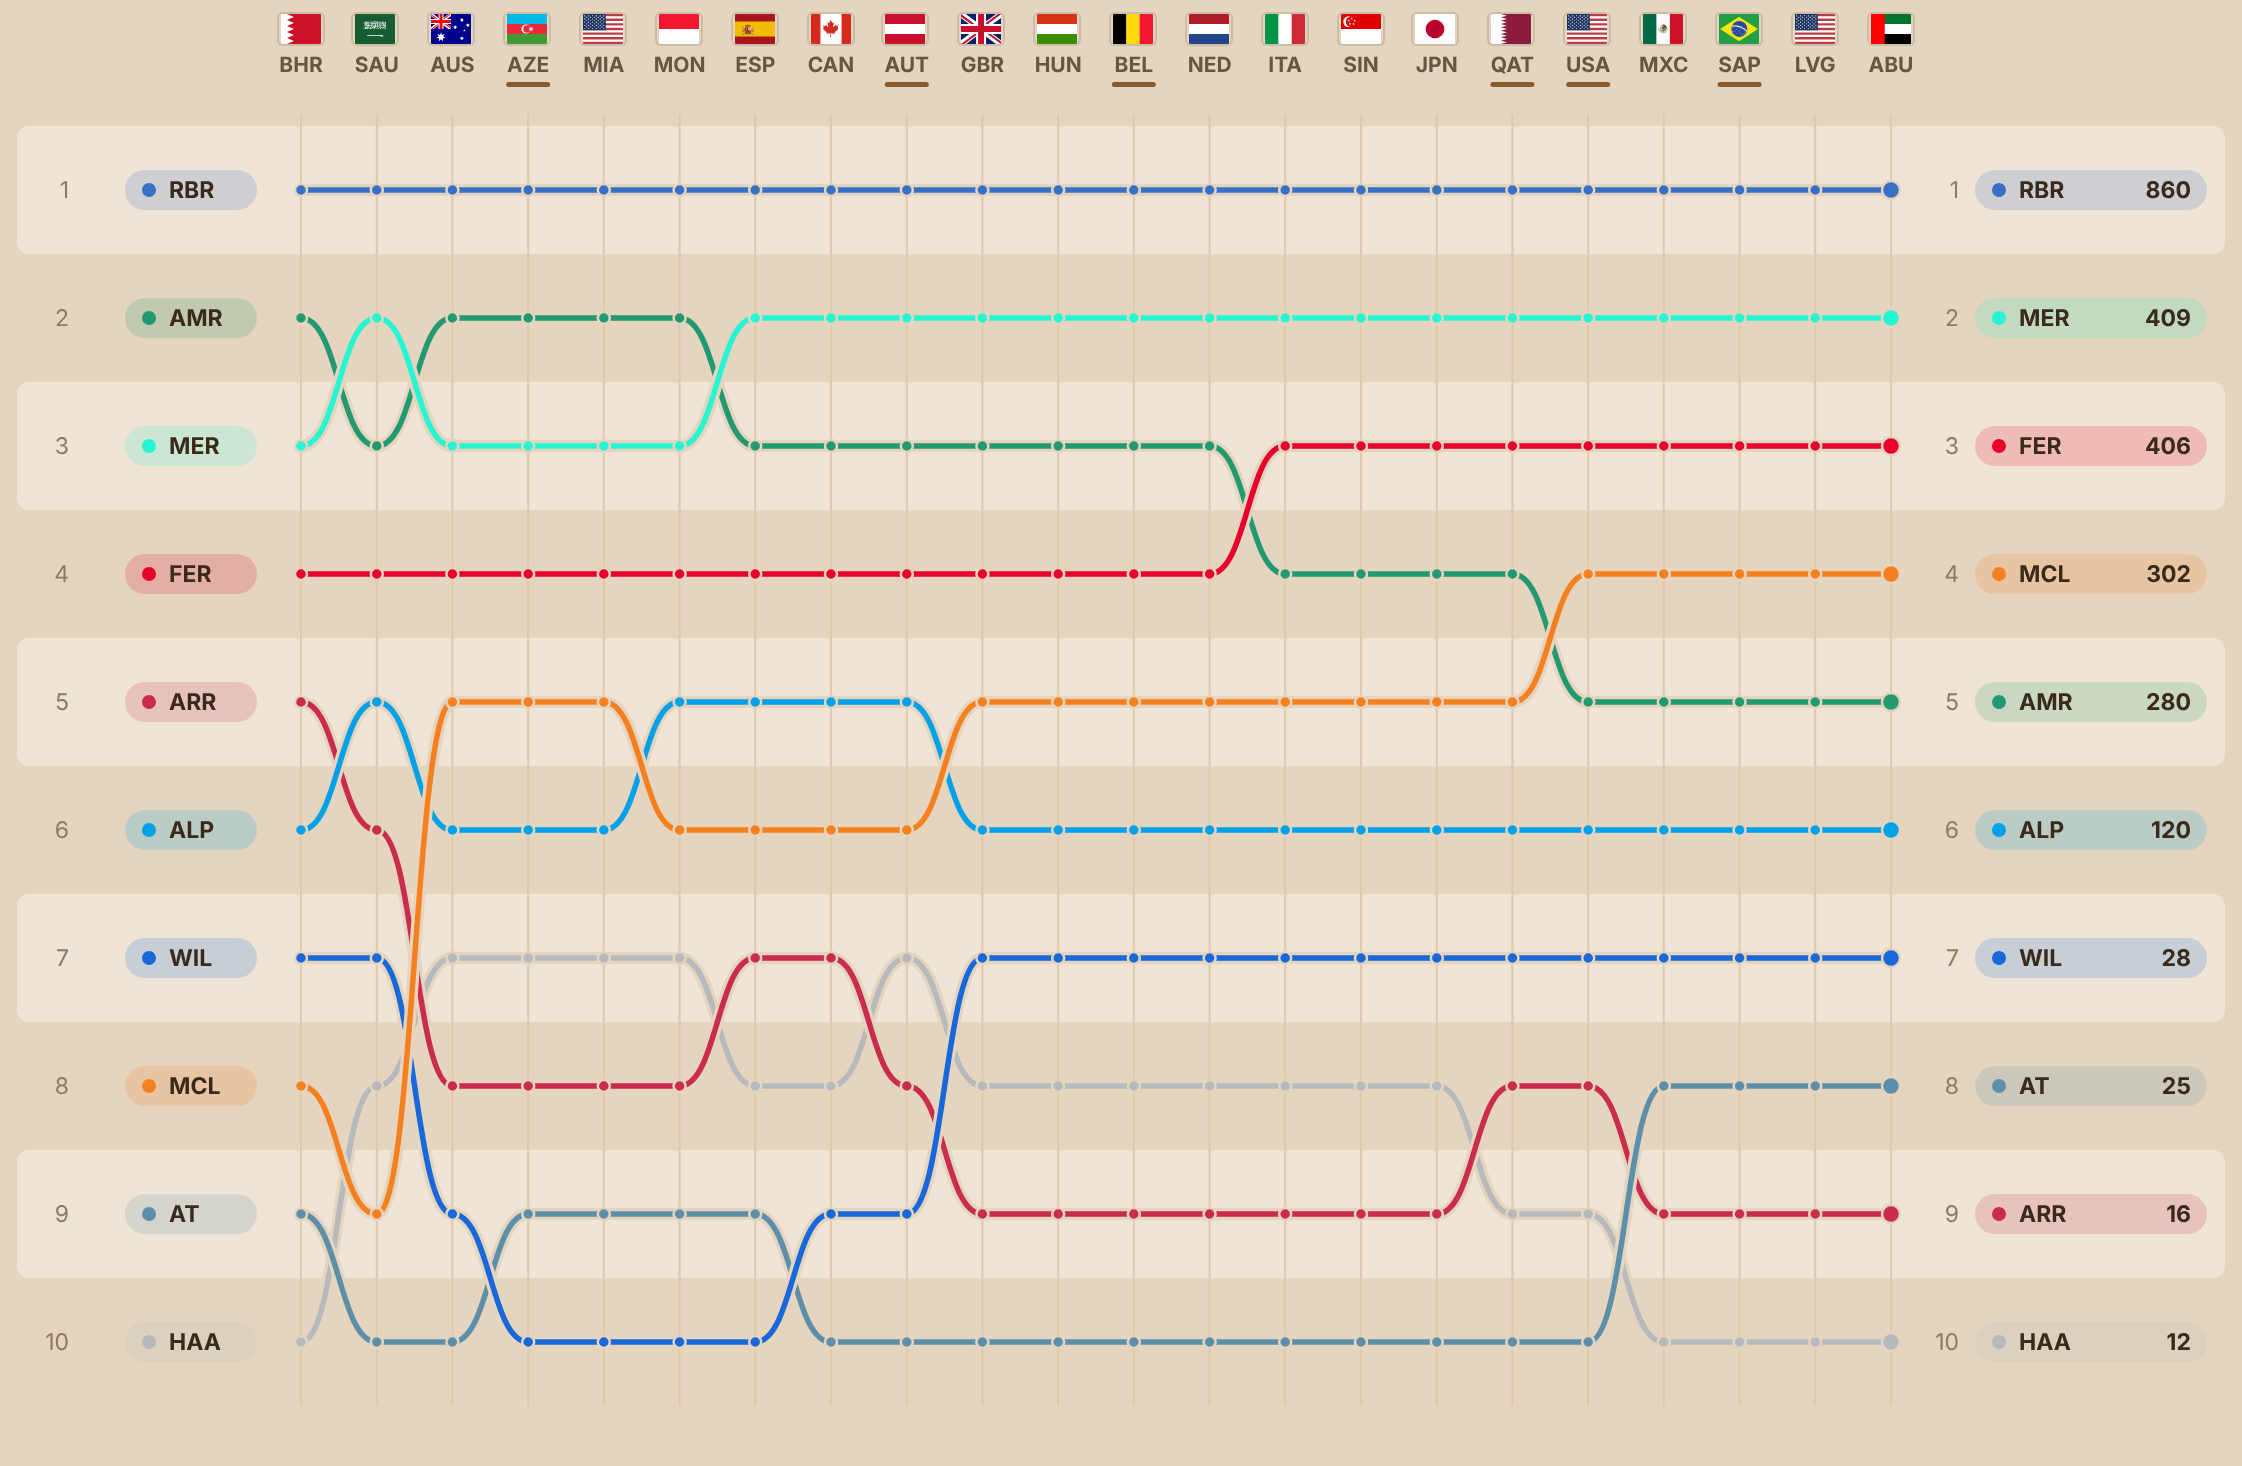 BHR SAU AUS AZE MIA MON ESP CAN AUT GBR HUN BEL NED ITA SIN JPN QAT USA MXC SAP LVG ABU
1 RBR 1 RBR 860
2 AMR 2 MER 409
3 MER 3 FER 406
4 FER 4 MCL 302
5 ARR 5 AMR 280
6 ALP 6 ALP 120
7 WIL 7 WIL 28
8 MCL 8 AT 25
9 AT 9 ARR 16
10 HAA 10 HAA 12